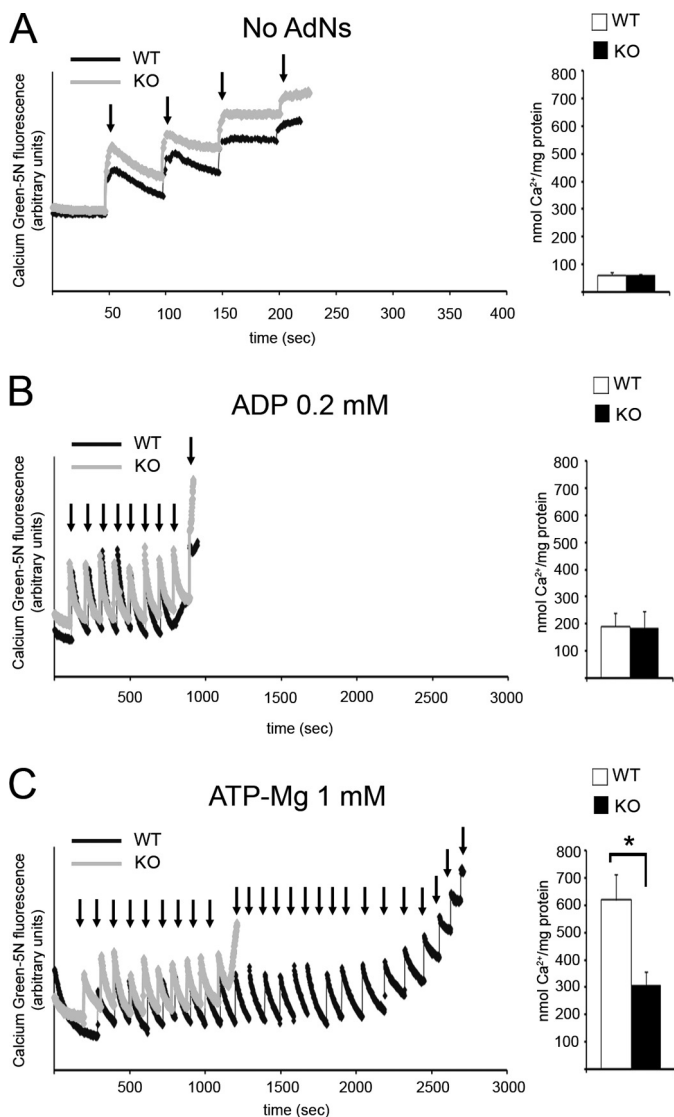 A
No AdNs
WT
KO
Calcium Green-5N fluorescence
(arbitrary units)
50 100 150 200 250 300 350 400
time (sec)
WT
KO
nmol Ca²⁺/mg protein
800
700
600
500
400
300
200
100
B
ADP 0.2 mM
WT
KO
Calcium Green-5N fluorescence
(arbitrary units)
500 1000 1500 2000 2500 3000
time (sec)
WT
KO
nmol Ca²⁺/mg protein
800
700
600
500
400
300
200
100
C
ATP-Mg 1 mM
WT
KO
Calcium Green-5N fluorescence
(arbitrary units)
500 1000 1500 2000 2500 3000
time (sec)
WT
KO
*
nmol Ca²⁺/mg protein
800
700
600
500
400
300
200
100